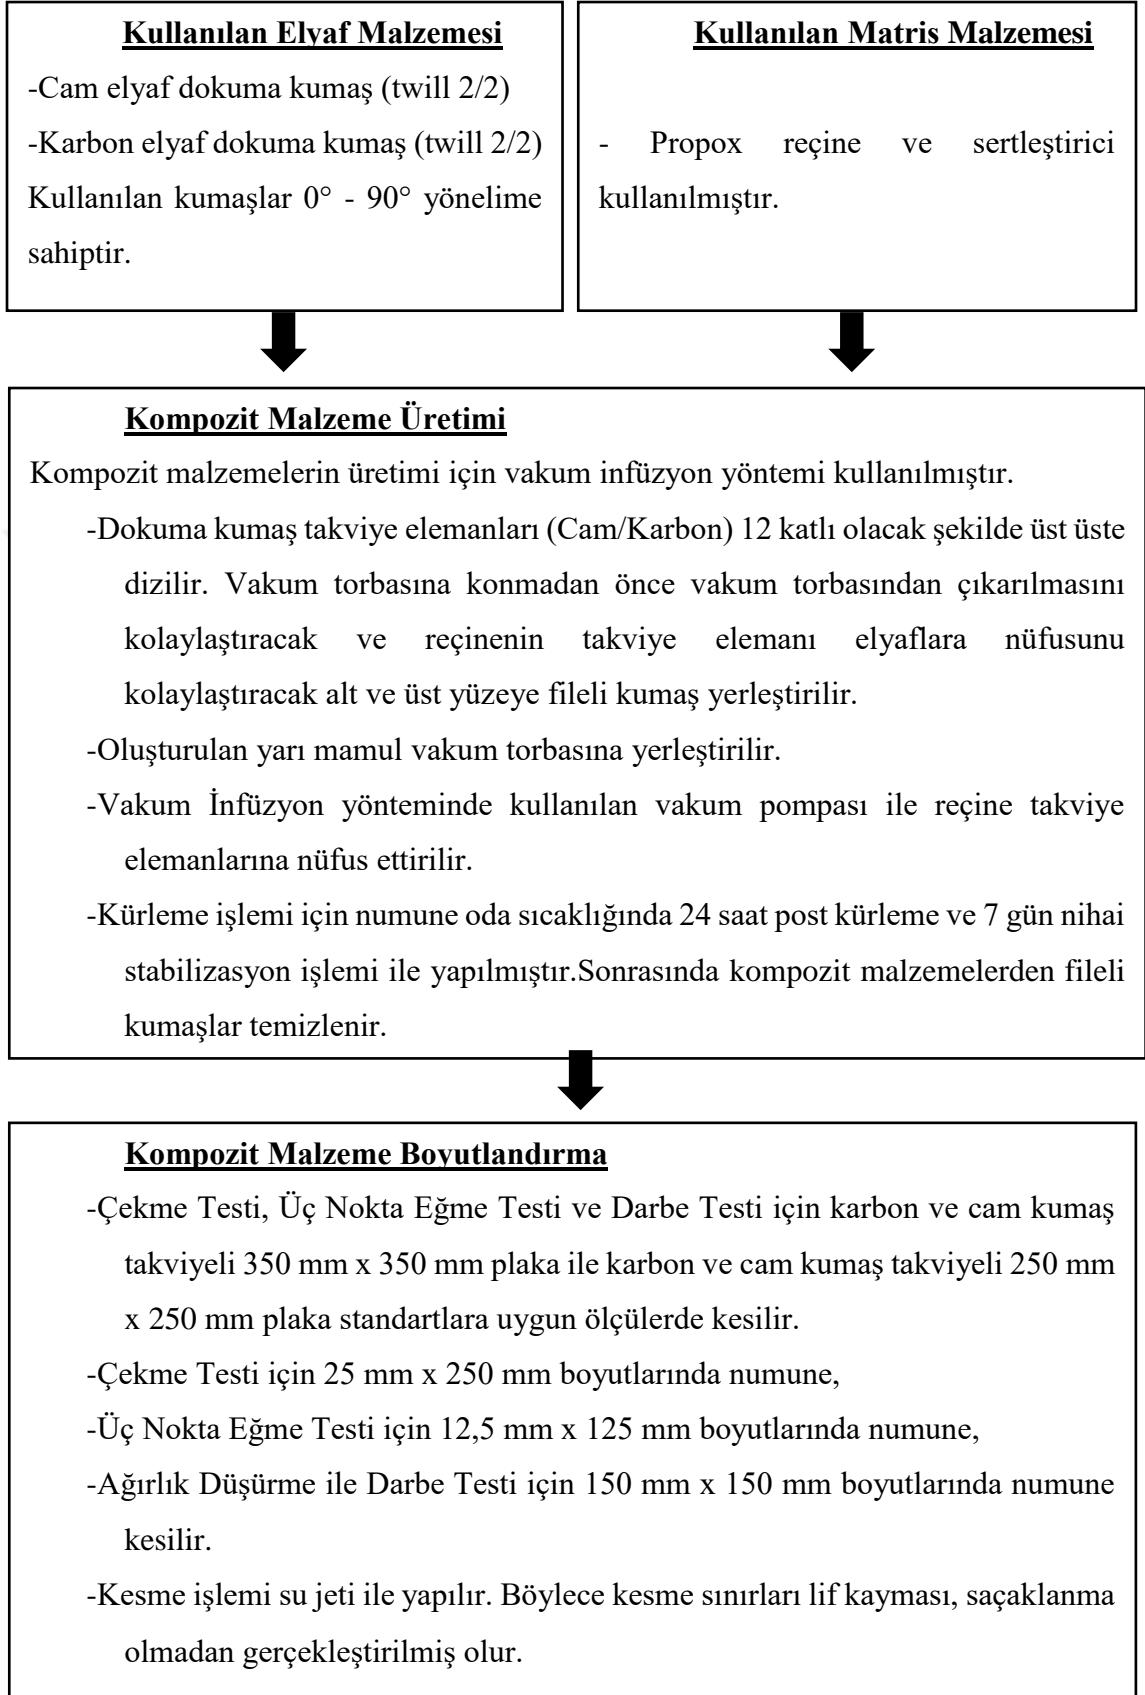 Kullanılan Elyaf Malzemesi
-Cam elyaf dokuma kumaş (twill 2/2)
-Karbon elyaf dokuma kumaş (twill 2/2)
Kullanılan kumaşlar 0° - 90° yönelime
sahiptir.
Kullanılan Matris Malzemesi
- Propox reçine ve sertleştirici
kullanılmıştır.
Kompozit Malzeme Üretimi
Kompozit malzemelerin üretimi için vakum infüzyon yöntemi kullanılmıştır.
-Dokuma kumaş takviye elemanları (Cam/Karbon) 12 katlı olacak şekilde üst üste
dizilir. Vakum torbasına konmadan önce vakum torbasından çıkarılmasını
kolaylaştıracak ve reçinenin takviye elemanı elyaflara nüfusunu
kolaylaştıracak alt ve üst yüzeye fileli kumaş yerleştirilir.
-Oluşturulan yarı mamul vakum torbasına yerleştirilir.
-Vakum İnfüzyon yönteminde kullanılan vakum pompası ile reçine takviye
elemanlarına nüfus ettirilir.
-Kürleme işlemi için numune oda sıcaklığında 24 saat post kürleme ve 7 gün nihai
stabilizasyon işlemi ile yapılmıştır.Sonrasında kompozit malzemelerden fileli
kumaşlar temizlenir.
Kompozit Malzeme Boyutlandırma
-Çekme Testi, Üç Nokta Eğme Testi ve Darbe Testi için karbon ve cam kumaş
takviyeli 350 mm x 350 mm plaka ile karbon ve cam kumaş takviyeli 250 mm
x 250 mm plaka standartlara uygun ölçülerde kesilir.
-Çekme Testi için 25 mm x 250 mm boyutlarında numune,
-Üç Nokta Eğme Testi için 12,5 mm x 125 mm boyutlarında numune,
-Ağırlık Düşürme ile Darbe Testi için 150 mm x 150 mm boyutlarında numune
kesilir.
-Kesme işlemi su jeti ile yapılır. Böylece kesme sınırları lif kayması, saçaklanma
olmadan gerçekleştirilmiş olur.